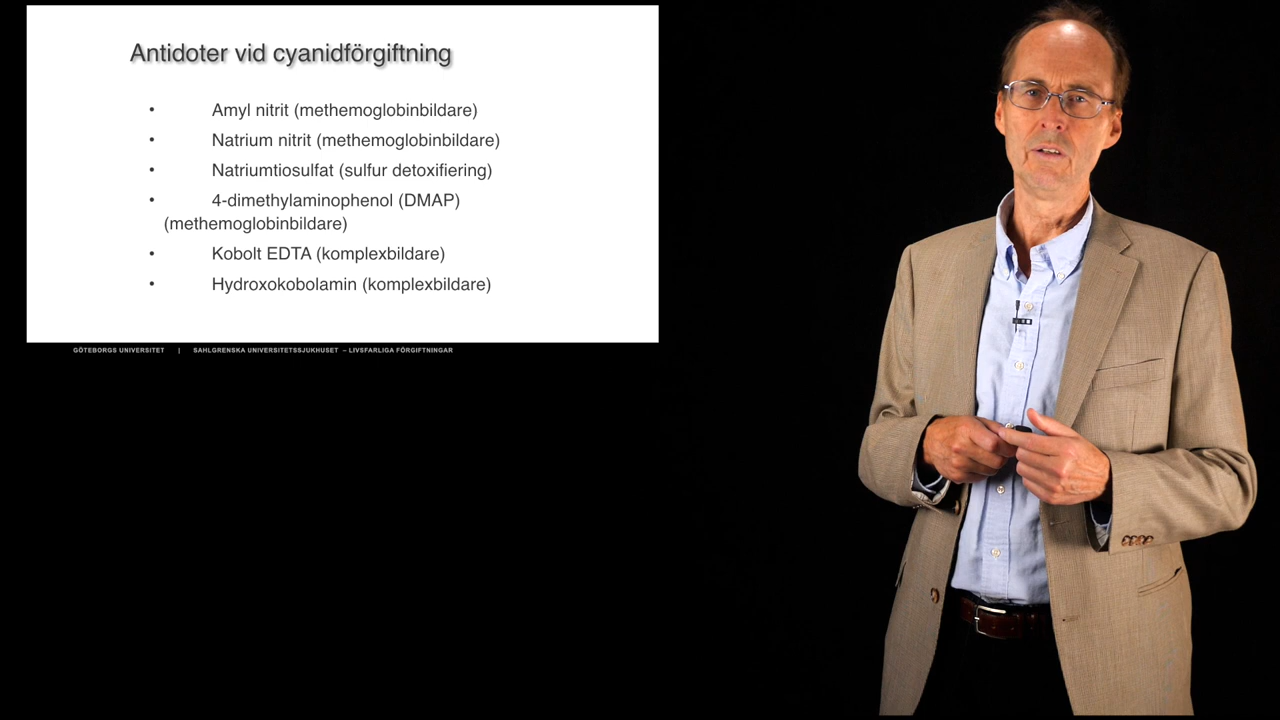 Antidoter vid cyanidförgiftning
• Amyl nitrit (methemoglobinbildare)
• Natrium nitrit (methemoglobinbildare)
• Natriumtiosulfat (sulfur detoxifiering)
• 4-dimethylaminophenol (DMAP)
(methemoglobinbildare)
• Kobolt EDTA (komplexbildare)
• Hydroxokobolamin (komplexbildare)
GÖTEBORGS UNIVERSITET | SAHLGRENSKA UNIVERSITETSSJUKHUSET – LIVSFARLIGA FÖRGIFTNINGAR